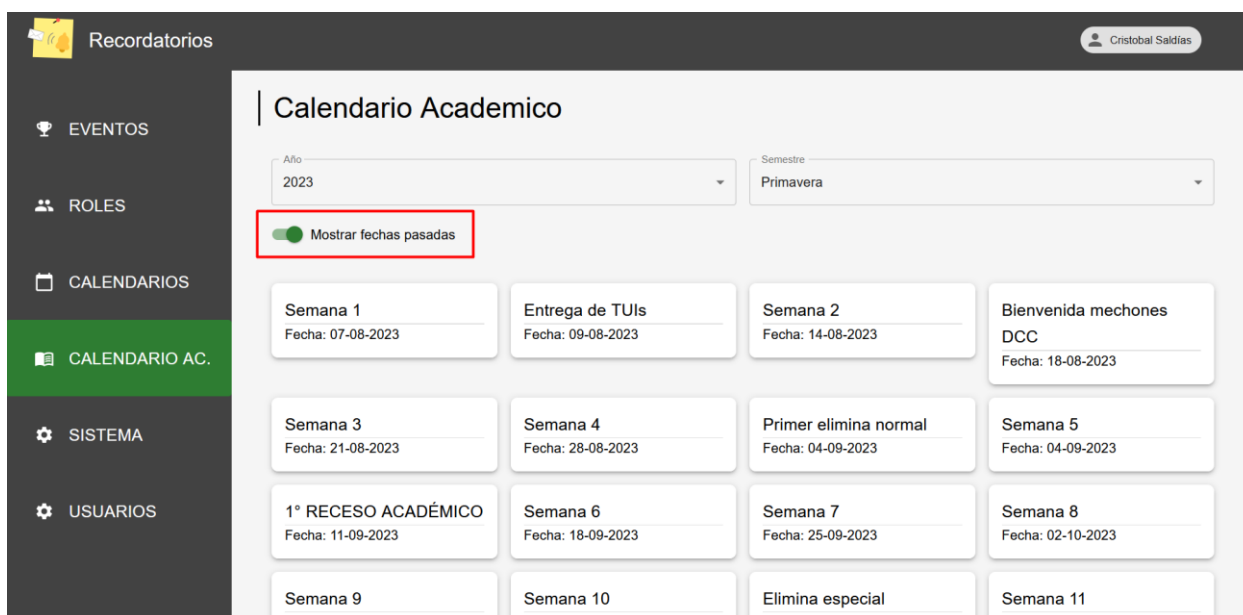 Recordatorios
Cristobal Saldías
EVENTOS
ROLES
CALENDARIOS
CALENDARIO AC.
SISTEMA
USUARIOS
Calendario Academico
Año
2023
Semestre
Primavera
Mostrar fechas pasadas
Semana 1
Fecha: 07-08-2023
Entrega de TUIs
Fecha: 09-08-2023
Semana 2
Fecha: 14-08-2023
Bienvenida mechones
DCC
Fecha: 18-08-2023
Semana 3
Fecha: 21-08-2023
Semana 4
Fecha: 28-08-2023
Primer elimina normal
Fecha: 04-09-2023
Semana 5
Fecha: 04-09-2023
1° RECESO ACADÉMICO
Fecha: 11-09-2023
Semana 6
Fecha: 18-09-2023
Semana 7
Fecha: 25-09-2023
Semana 8
Fecha: 02-10-2023
Semana 9
Semana 10
Elimina especial
Semana 11